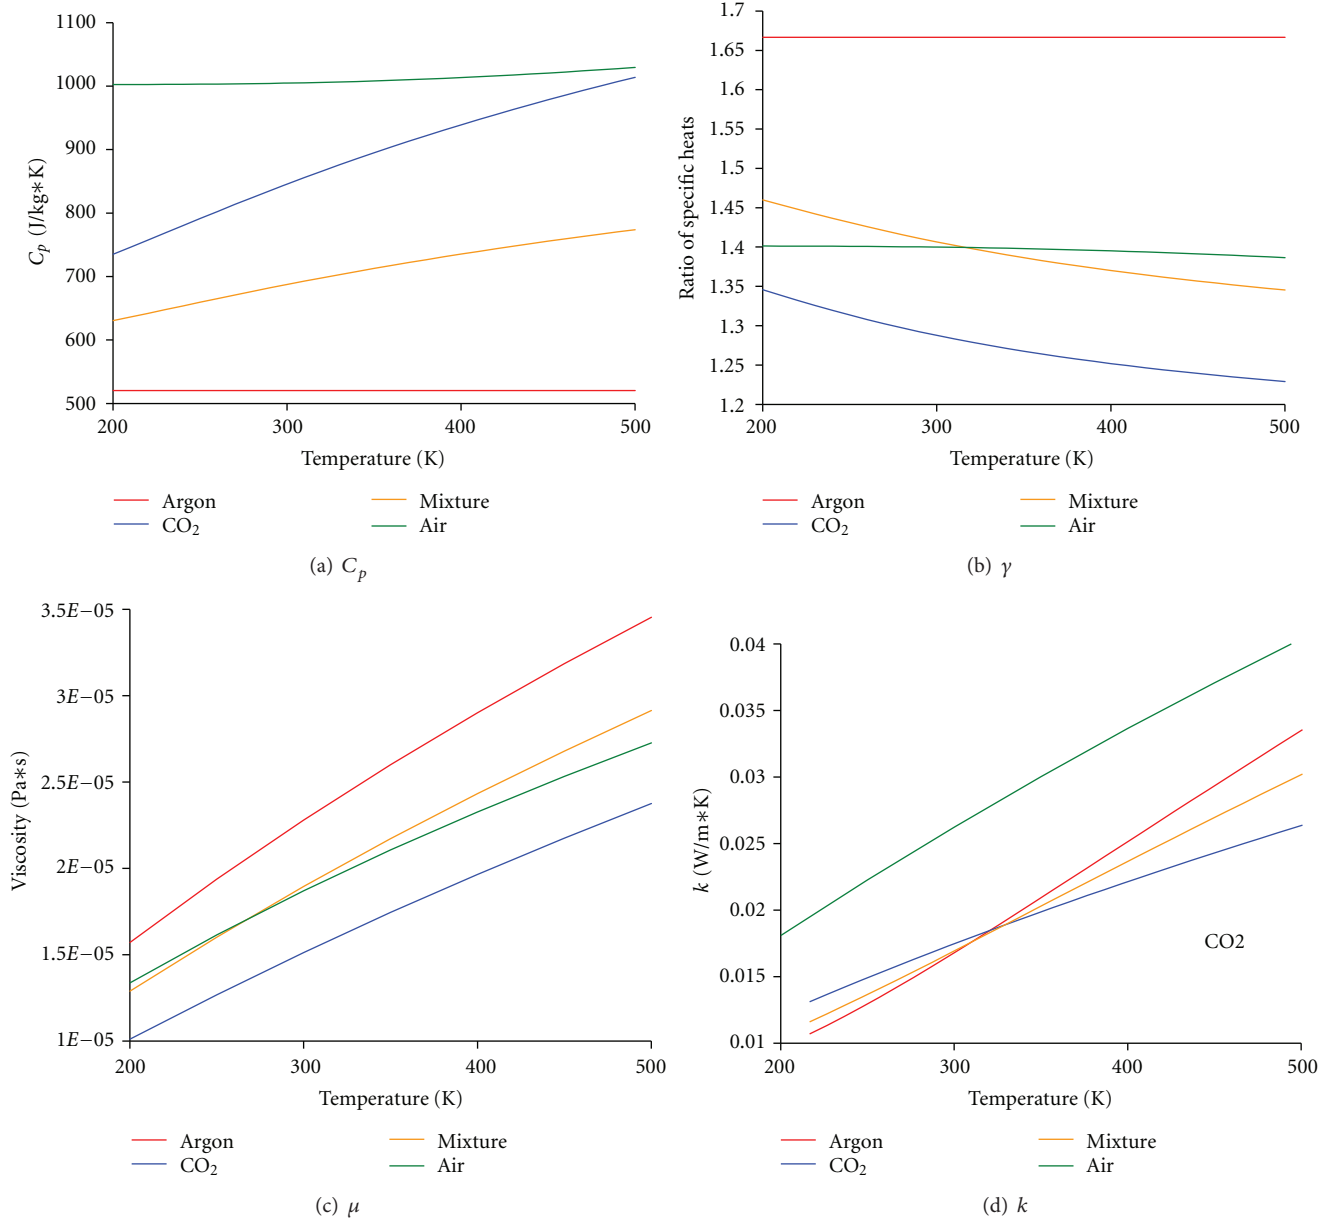 1100
1000
900
800
700
600
500
200 300 400 500
C_p (J/kg∗K)
Temperature (K)
Argon Mixture
CO₂ Air
(a) C_p
1.7
1.65
1.6
1.55
1.5
1.45
1.4
1.35
1.3
1.25
1.2
200 300 400 500
Ratio of specific heats
Temperature (K)
Argon Mixture
CO₂ Air
(b) γ
3.5E−05
3E−05
2.5E−05
2E−05
1.5E−05
1E−05
200 300 400 500
Viscosity (Pa∗s)
Temperature (K)
Argon Mixture
CO₂ Air
(c) μ
0.04
0.035
0.03
0.025
0.02
0.015
0.01
200 300 400 500
k (W/m∗K)
CO2
Temperature (K)
Argon Mixture
CO₂ Air
(d) k